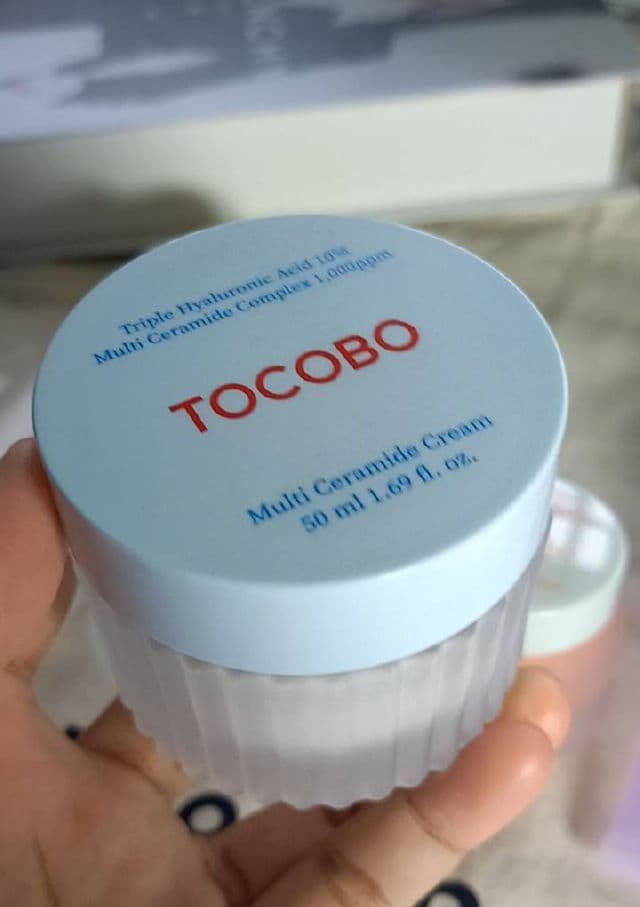 Triple Hyaluronic Acid 10%
Multi Ceramide Complex 1,000ppm
TOCOBO
Multi Ceramide Cream
50 ml 1.69 fl. oz.